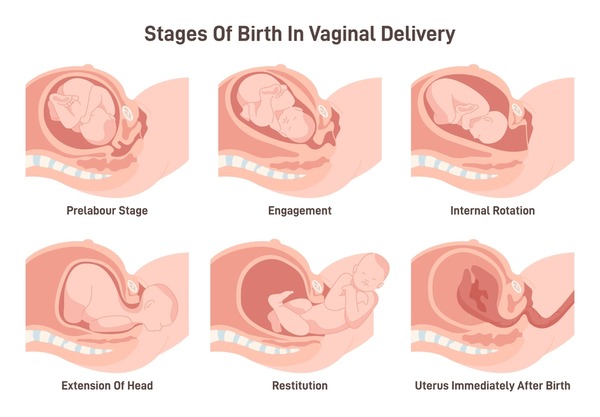 Stages Of Birth In Vaginal Delivery
Prelabour Stage
Engagement
Internal Rotation
Extension Of Head
Restitution
Uterus Immediately After Birth